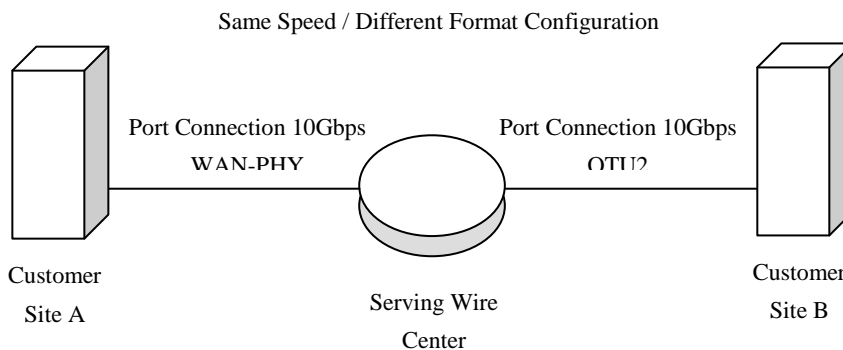 Same Speed / Different Format Configuration
Port Connection 10Gbps
WAN-PHY
Port Connection 10Gbps
OTU2
Customer
Site A
Serving Wire
Center
Customer
Site B